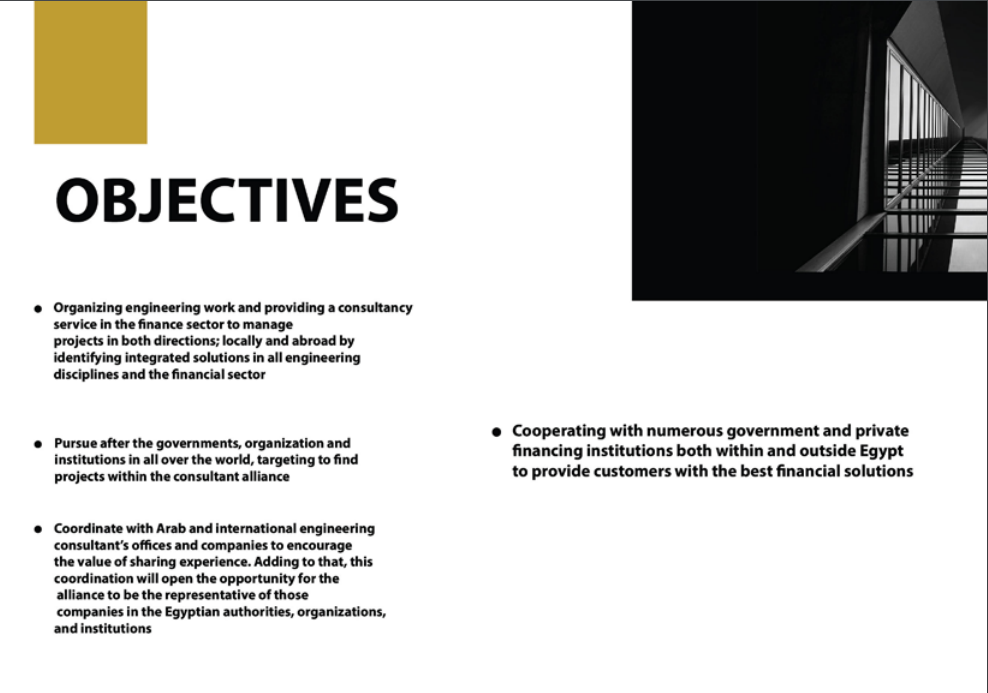 OBJECTIVES
● Organizing engineering work and providing a consultancy
service in the finance sector to manage
projects in both directions; locally and abroad by
identifying integrated solutions in all engineering
disciplines and the financial sector
● Pursue after the governments, organization and
institutions in all over the world, targeting to find
projects within the consultant alliance
● Coordinate with Arab and international engineering
consultant's offices and companies to encourage
the value of sharing experience. Adding to that, this
coordination will open the opportunity for the
alliance to be the representative of those
companies in the Egyptian authorities, organizations,
and institutions
● Cooperating with numerous government and private
financing institutions both within and outside Egypt
to provide customers with the best financial solutions